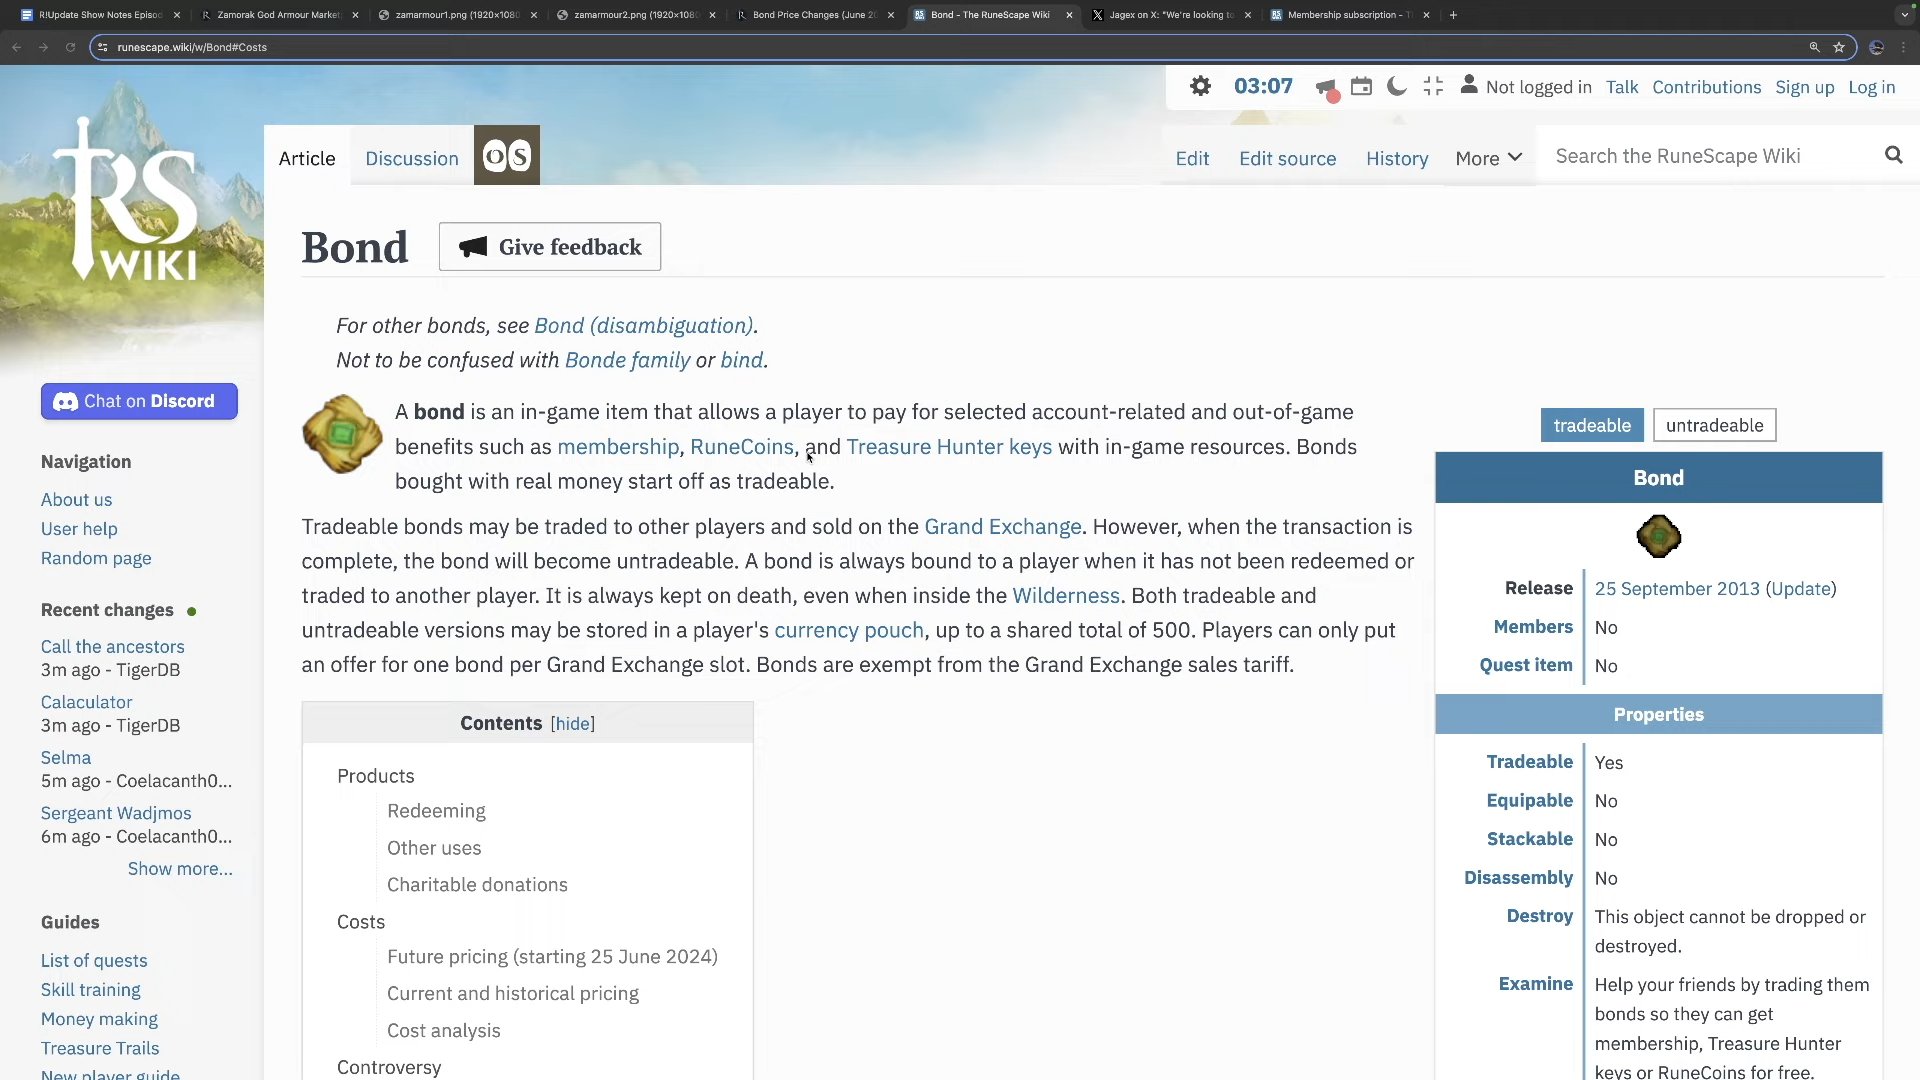 R!Update Show Notes Episod
Zamorak God Armour Market
zamarmour1.png (1920×1080
zamarmour2.png (1920×1080
Bond Price Changes (June 2
Bond - The RuneScape Wiki
Jagex on X: "We're looking to
Membership subscription - T
runescape.wiki/w/Bond#Costs
03:07
Not logged in
Talk
Contributions
Sign up
Log in
RS
WIKI
Article
Discussion
OS
Edit
Edit source
History
More
Search the RuneScape Wiki
Bond
Give feedback
For other bonds, see Bond (disambiguation).
Not to be confused with Bonde family or bind.
A bond is an in-game item that allows a player to pay for selected account-related and out-of-game
benefits such as membership, RuneCoins, and Treasure Hunter keys with in-game resources. Bonds
bought with real money start off as tradeable.
Tradeable bonds may be traded to other players and sold on the Grand Exchange. However, when the transaction is
complete, the bond will become untradeable. A bond is always bound to a player when it has not been redeemed or
traded to another player. It is always kept on death, even when inside the Wilderness. Both tradeable and
untradeable versions may be stored in a player's currency pouch, up to a shared total of 500. Players can only put
an offer for one bond per Grand Exchange slot. Bonds are exempt from the Grand Exchange sales tariff.
Contents [hide]
Products
Redeeming
Other uses
Charitable donations
Costs
Future pricing (starting 25 June 2024)
Current and historical pricing
Cost analysis
Controversy
Chat on Discord
Navigation
About us
User help
Random page
Recent changes
Call the ancestors
3m ago - TigerDB
Calaculator
3m ago - TigerDB
Selma
5m ago - Coelacanth0...
Sergeant Wadjmos
6m ago - Coelacanth0...
Show more...
Guides
List of quests
Skill training
Money making
Treasure Trails
New player guide
tradeable
untradeable
Bond
Release 25 September 2013 (Update)
Members No
Quest item No
Properties
Tradeable Yes
Equipable No
Stackable No
Disassembly No
Destroy This object cannot be dropped or
destroyed.
Examine Help your friends by trading them
bonds so they can get
membership, Treasure Hunter
keys or RuneCoins for free.